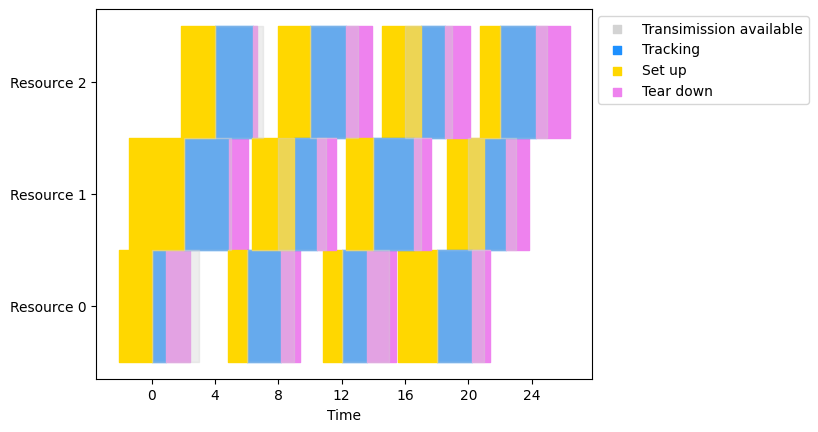 Transimission available
Tracking
Set up
Tear down
Resource 2
Resource 1
Resource 0
0 4 8 12 16 20 24
Time